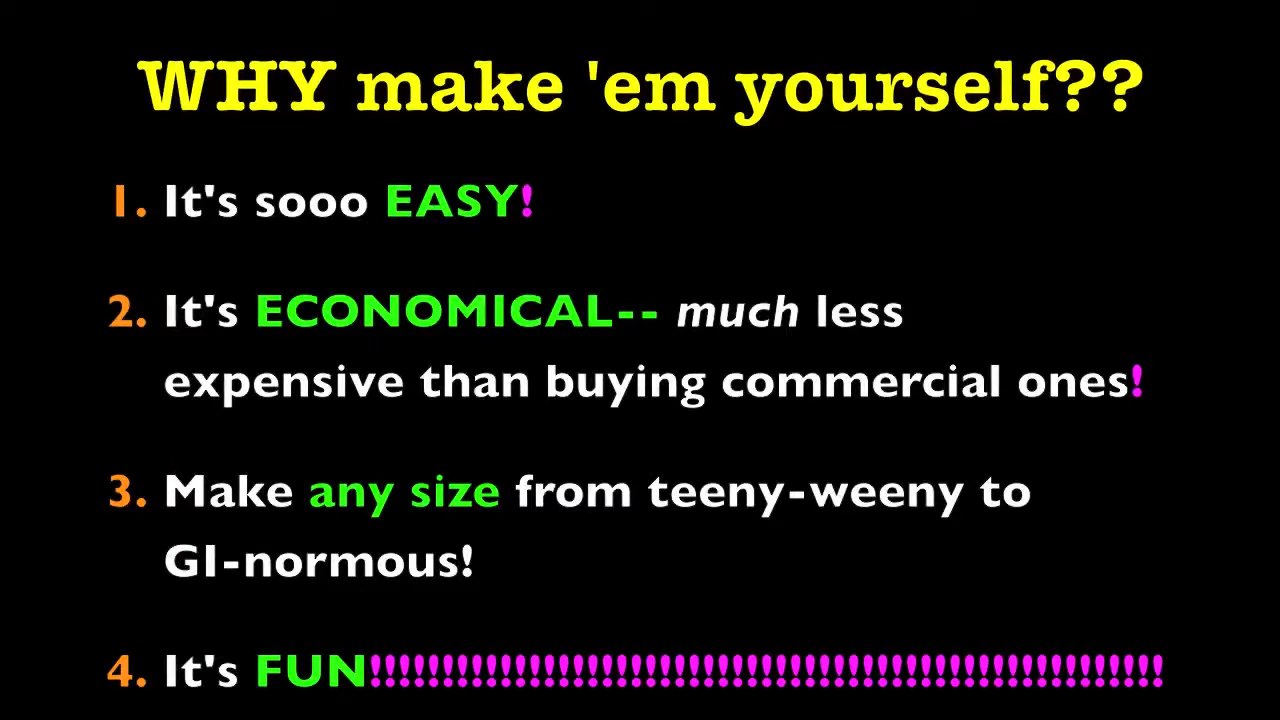 WHY make 'em yourself??
1. It's sooo EASY!
2. It's ECONOMICAL-- much less
expensive than buying commercial ones!
3. Make any size from teeny-weeny to
GI-normous!
4. It's FUN!!!!!!!!!!!!!!!!!!!!!!!!!!!!!!!!!!!!!!!!!!!!!!!!!!!!!!!